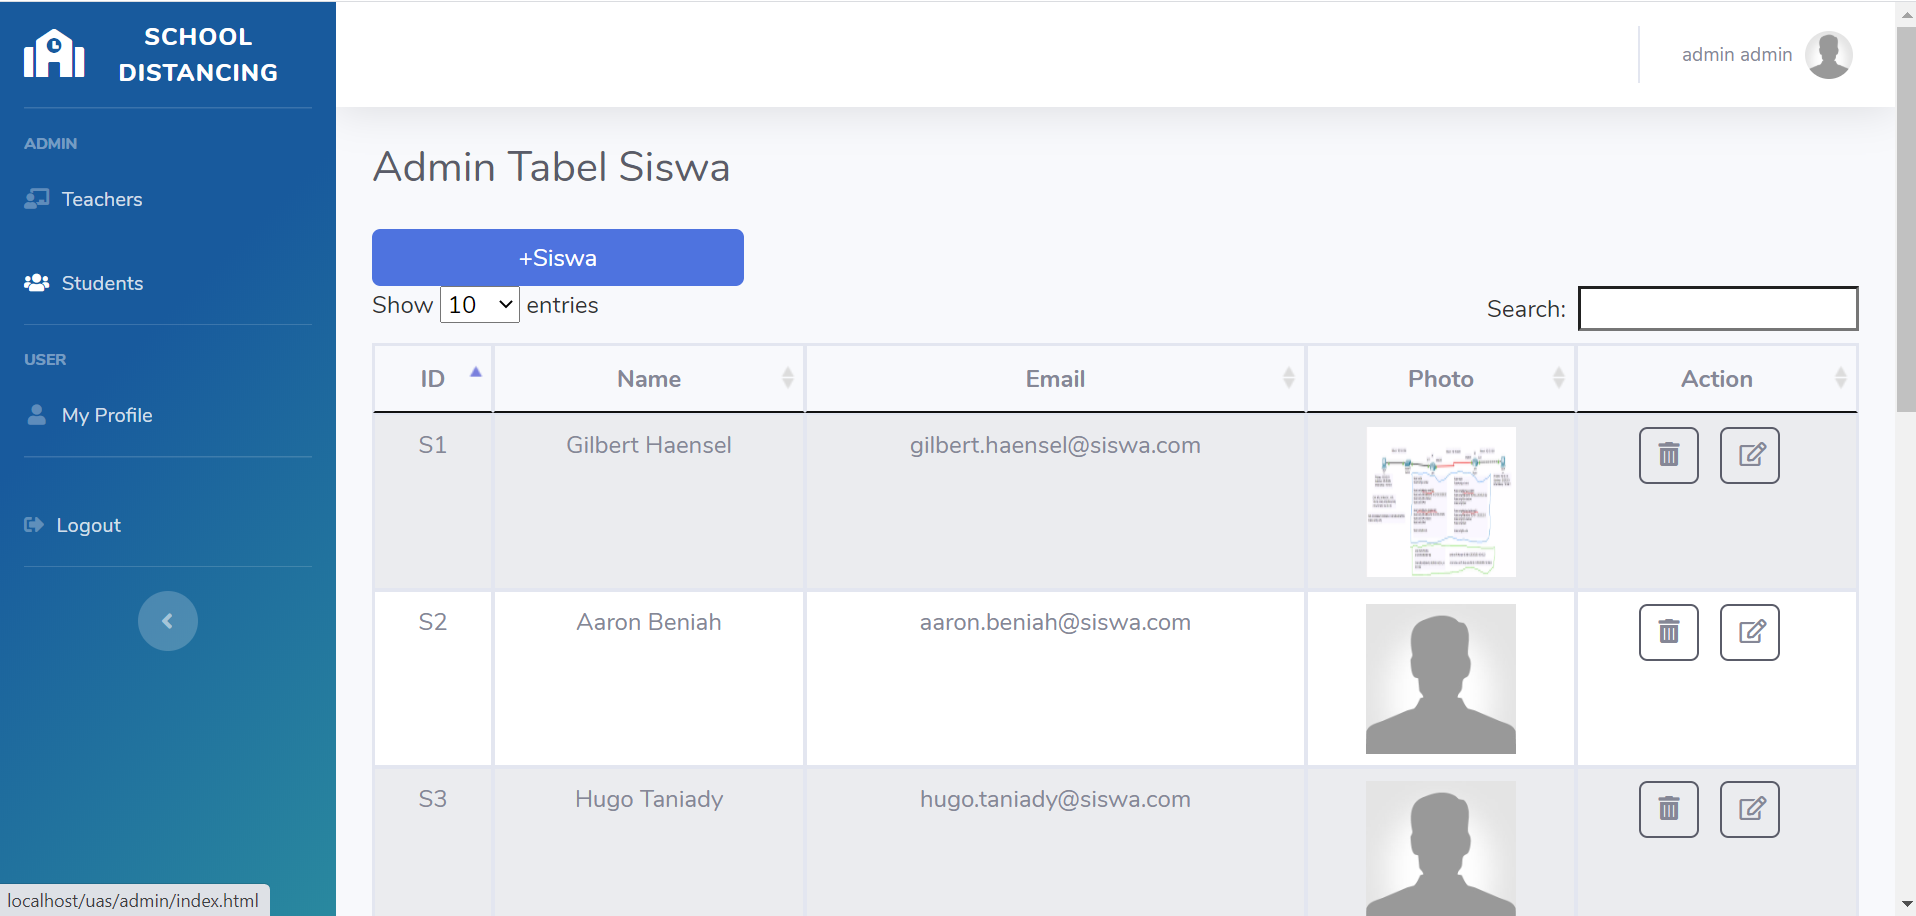 SCHOOL
DISTANCING
admin admin
ADMIN
Teachers
Students
USER
My Profile
Logout
Admin Tabel Siswa
+Siswa
Show 10 entries
Search:
ID Name Email Photo Action
S1 Gilbert Haensel gilbert.haensel@siswa.com
S2 Aaron Beniah aaron.beniah@siswa.com
S3 Hugo Taniady hugo.taniady@siswa.com
localhost/uas/admin/index.html